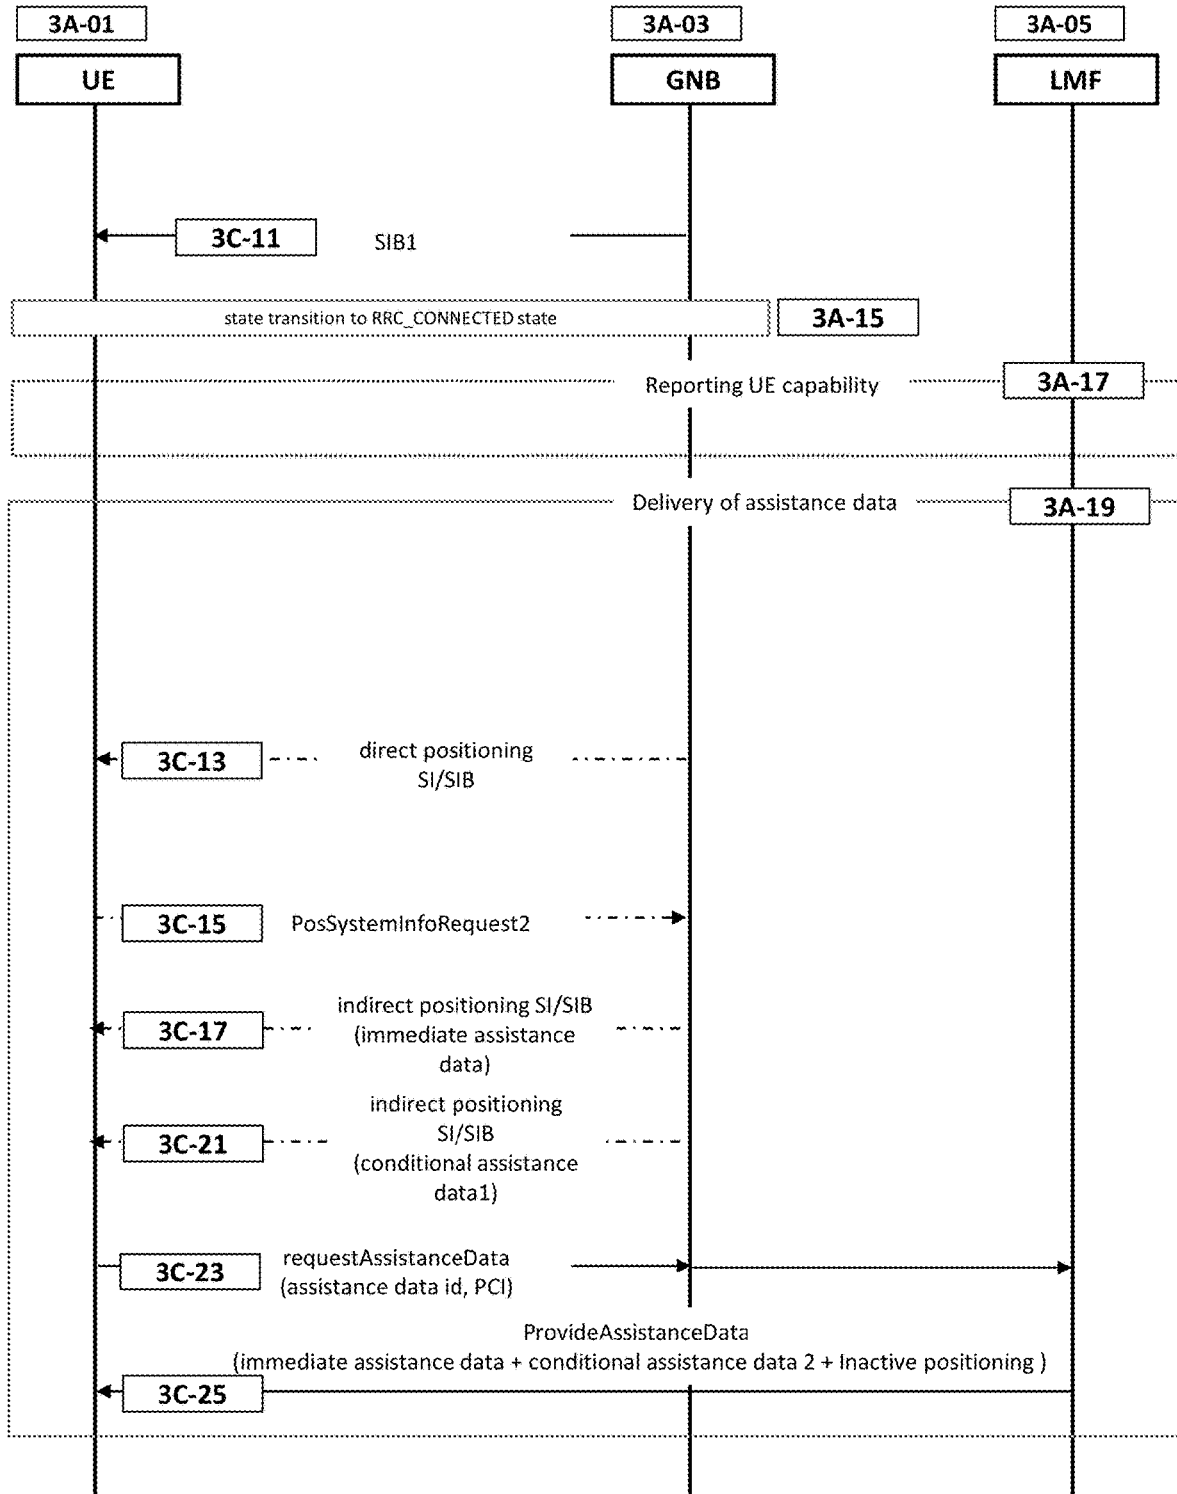 3A-01
3A-03
3A-05
UE
GNB
LMF
3C-11
SIB1
state transition to RRC_CONNECTED state
3A-15
Reporting UE capability
3A-17
Delivery of assistance data
3A-19
3C-13
direct positioning
SI/SIB
3C-15
PosSystemInfoRequest2
3C-17
indirect positioning SI/SIB
(immediate assistance
data)
3C-21
indirect positioning
SI/SIB
(conditional assistance
data1)
3C-23
requestAssistanceData
(assistance data id, PCI)
ProvideAssistanceData
(immediate assistance data + conditional assistance data 2 + Inactive positioning )
3C-25